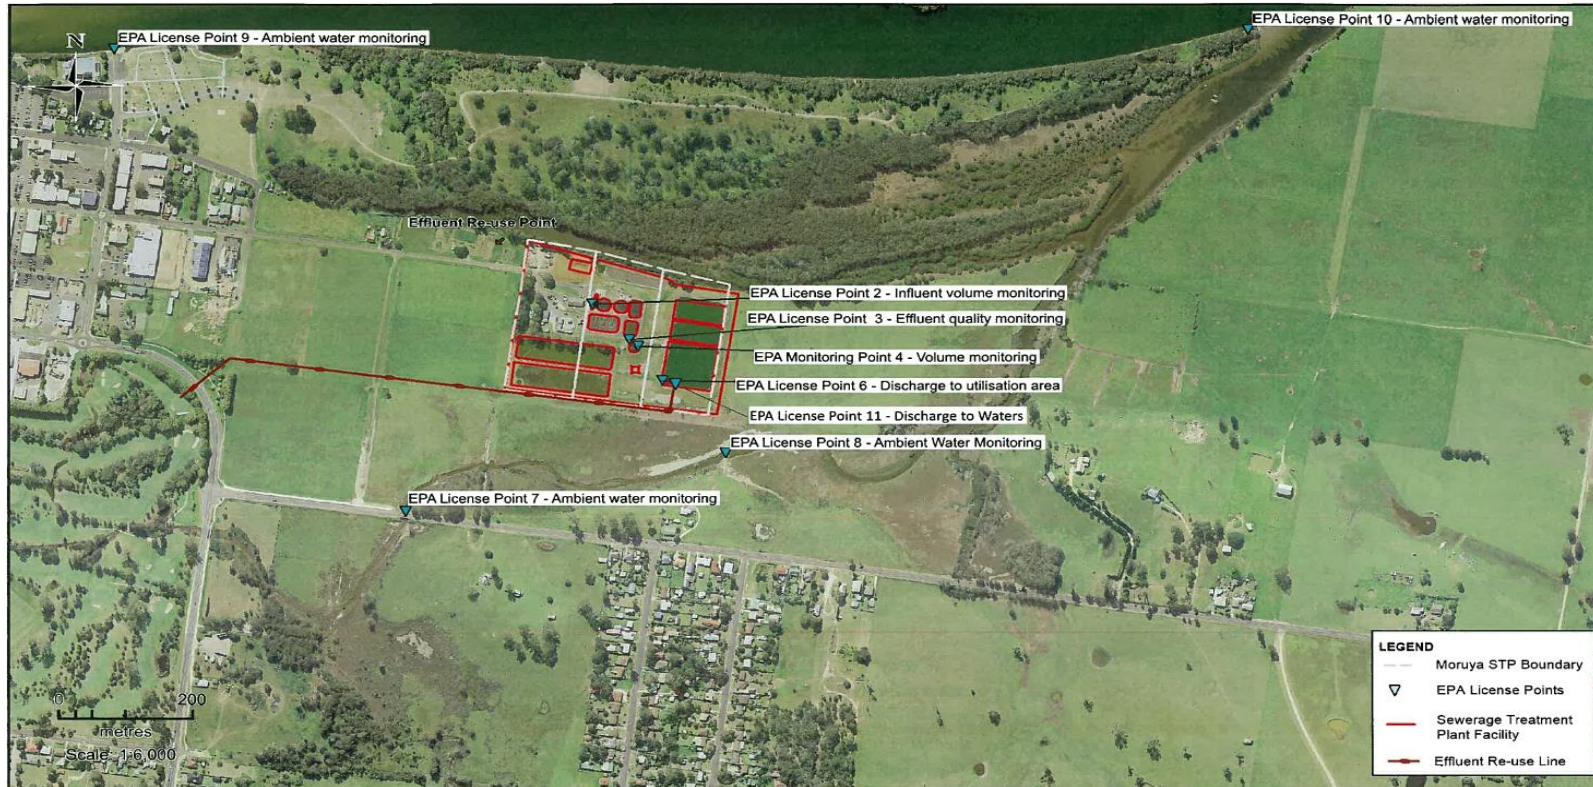 EPA License Point 10 - Ambient water monitoring
EPA License Point 9 - Ambient water monitoring
N
Effluent Re-use Point
EPA License Point 2 - Influent volume monitoring
EPA License Point 3 - Effluent quality monitoring
EPA Monitoring Point 4 - Volume monitoring
EPA License Point 6 - Discharge to utilisation area
EPA License Point 11 - Discharge to Waters
EPA License Point 8 - Ambient Water Monitoring
EPA License Point 7 - Ambient water monitoring
0 200
metres
Scale 1:6,000
LEGEND
Moruya STP Boundary
EPA License Points
Sewerage Treatment
Plant Facility
Effluent Re-use Line